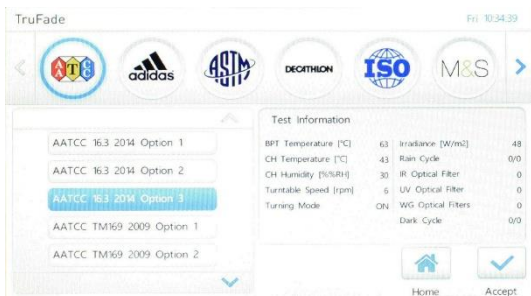 TruFade
Fri 10:34:39
AATCC
adidas
ASTM
DECATHLON
ISO
M&S
AATCC 16.3 2014 Option 1
AATCC 16.3 2014 Option 2
AATCC 16.3 2014 Option 3
AATCC TM169 2009 Option 1
AATCC TM169 2009 Option 2
Test Information
BPT Temperature [°C] 63
CH Temperature [°C] 43
CH Humidity [%%RH] 30
Turntable Speed [rpm] 6
Turning Mode ON
Irradiance [W/m2] 48
Rain Cycle 0/0
IR Optical Filter 0
UV Optical Filter 0
WG Optical Filters 0
Dark Cycle 0/0
Home
Accept